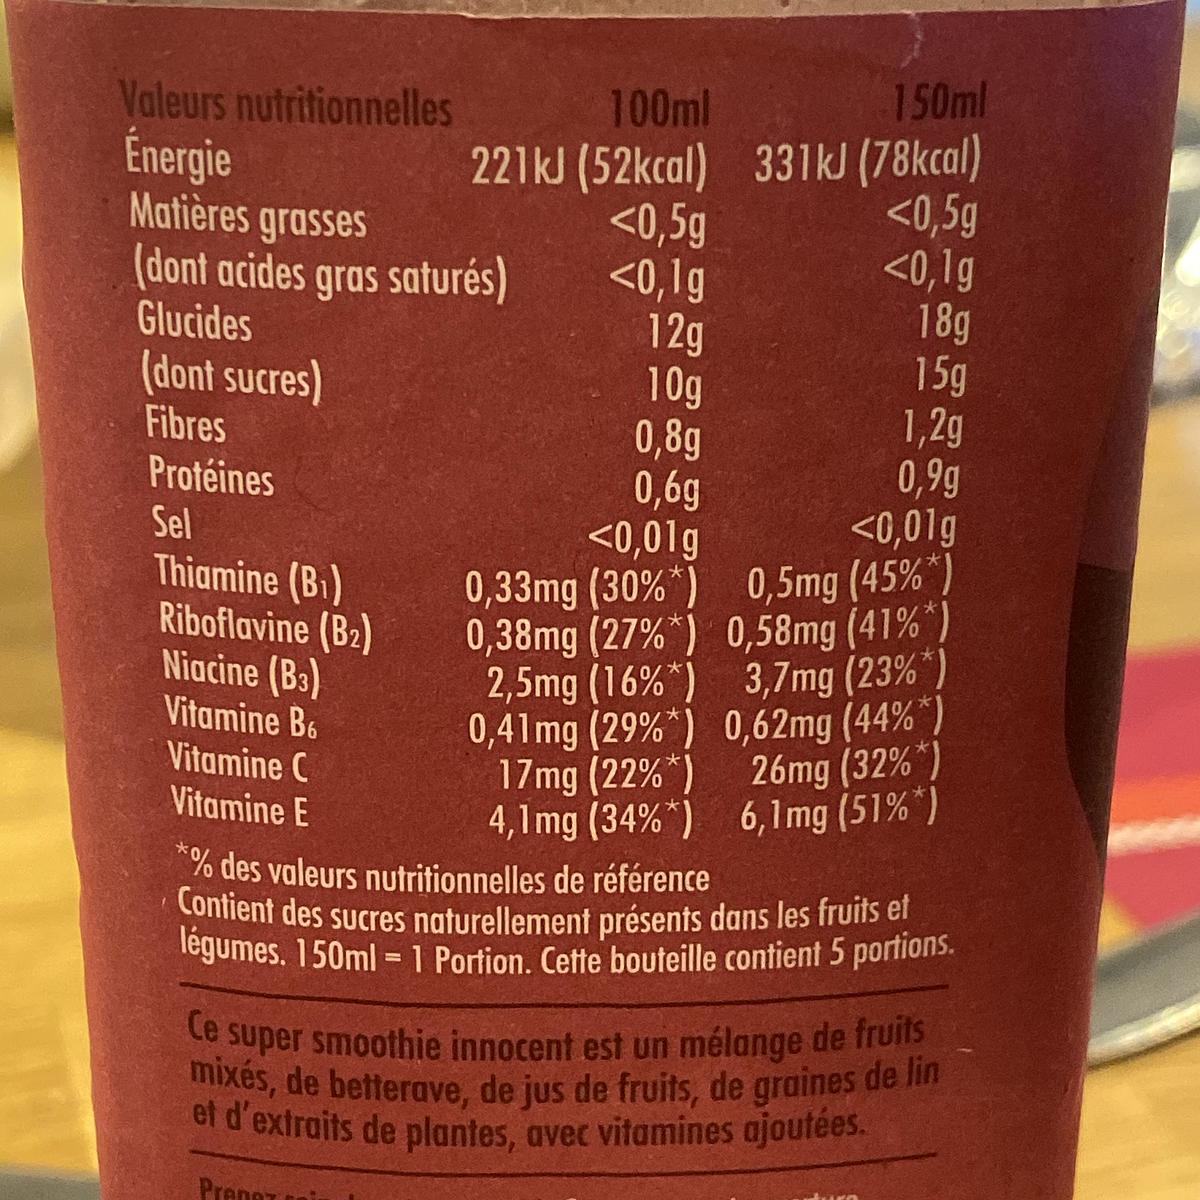 Valeurs nutritionnelles 100ml 150ml
Énergie 221kJ (52kcal) 331kJ (78kcal)
Matières grasses <0,5g <0,5g
(dont acides gras saturés) <0,1g <0,1g
Glucides 12g 18g
(dont sucres) 10g 15g
Fibres 0,8g 1,2g
Protéines 0,6g 0,9g
Sel <0,01g <0,01g
Thiamine (B1) 0,33mg (30%*) 0,5mg (45%*)
Riboflavine (B2) 0,38mg (27%*) 0,58mg (41%*)
Niacine (B3) 2,5mg (16%*) 3,7mg (23%*)
Vitamine B6 0,41mg (29%*) 0,62mg (44%*)
Vitamine C 17mg (22%*) 26mg (32%*)
Vitamine E 4,1mg (34%*) 6,1mg (51%*)
*% des valeurs nutritionnelles de référence
Contient des sucres naturellement présents dans les fruits et
légumes. 150ml = 1 Portion. Cette bouteille contient 5 portions.
Ce super smoothie innocent est un mélange de fruits
mixés, de betterave, de jus de fruits, de graines de lin
et d'extraits de plantes, avec vitamines ajoutées.
Prenez